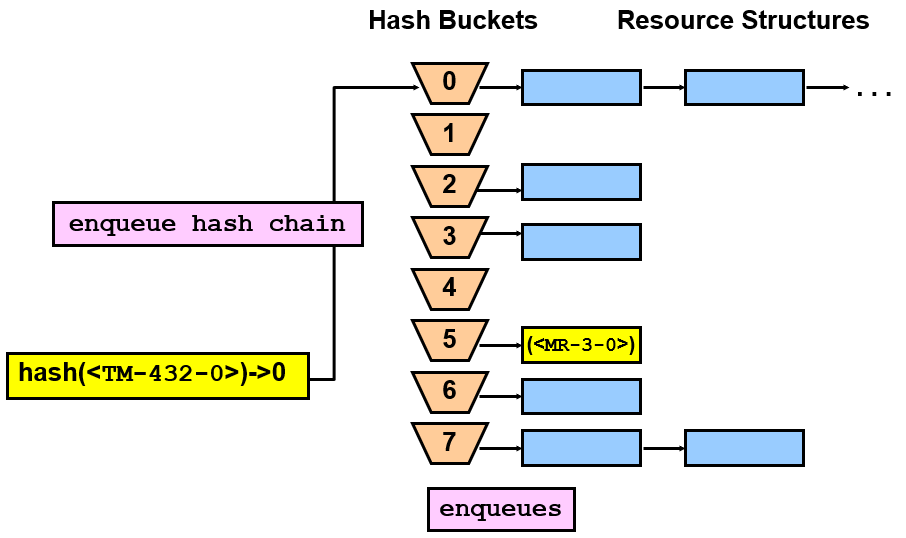 Hash Buckets
Resource Structures
0
...
1
2
enqueue hash chain
3
4
5
(<MR-3-0>)
hash(<TM-432-0>)->0
6
7
enqueues